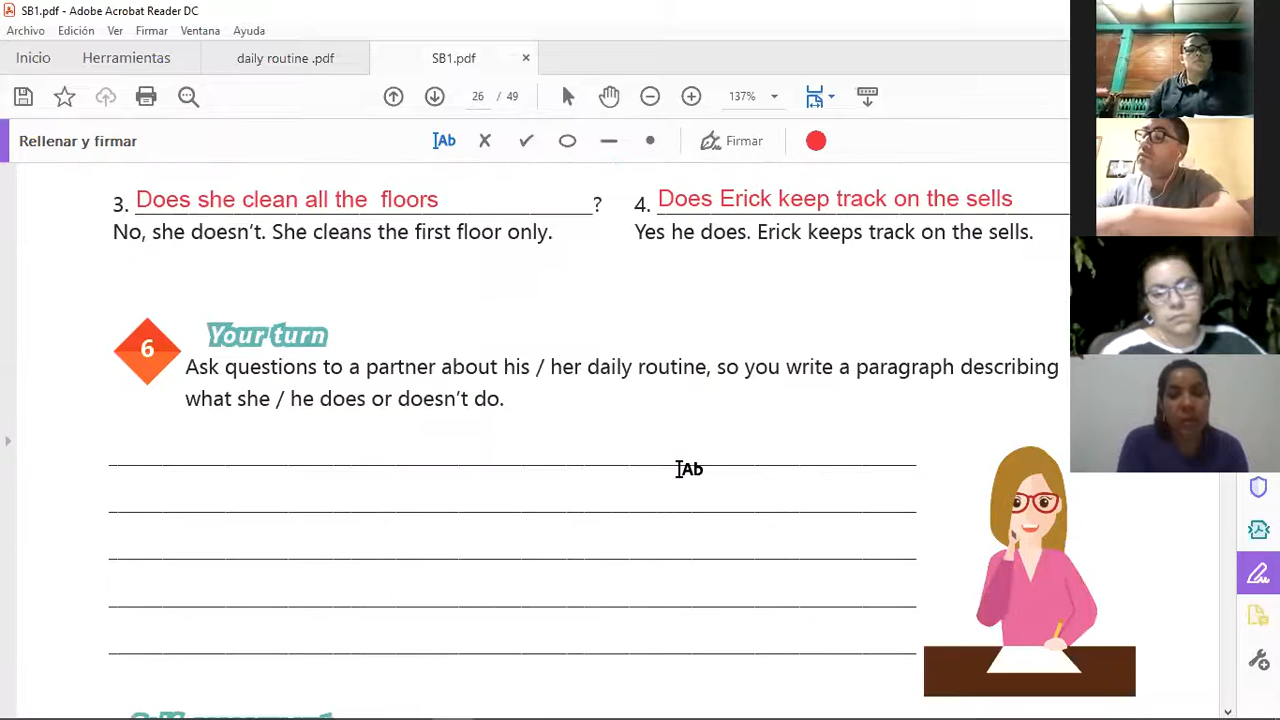 SB1.pdf - Adobe Acrobat Reader DC
Archivo Edición Ver Firmar Ventana Ayuda
Inicio Herramientas daily routine .pdf SB1.pdf ×
26 / 49 137%
Rellenar y firmar Ab Firmar
3. Does she clean all the floors ?
No, she doesn't. She cleans the first floor only.
4. Does Erick keep track on the sells
Yes he does. Erick keeps track on the sells.
6 Your turn
Ask questions to a partner about his / her daily routine, so you write a paragraph describing
what she / he does or doesn't do.
Ab